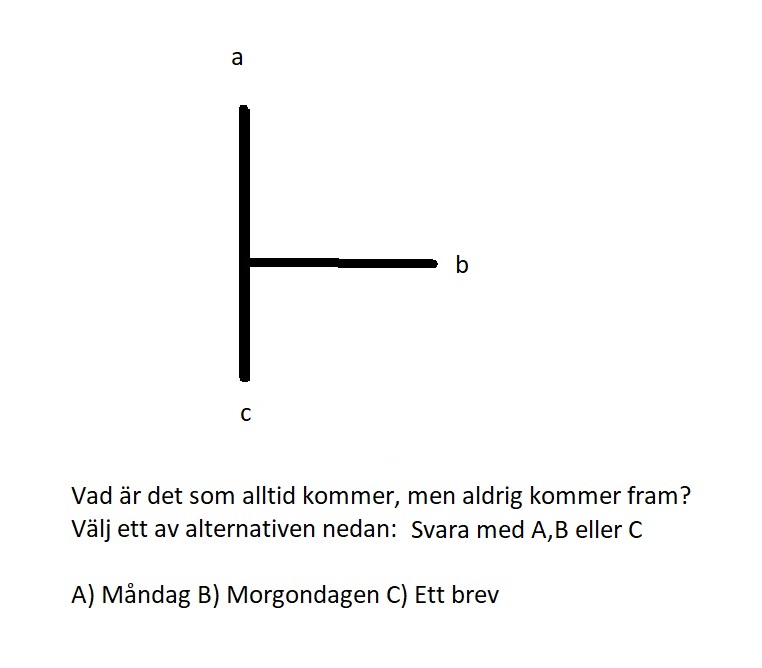 a
b
c
Vad är det som alltid kommer, men aldrig kommer fram?
Välj ett av alternativen nedan: Svara med A,B eller C
A) Måndag B) Morgondagen C) Ett brev